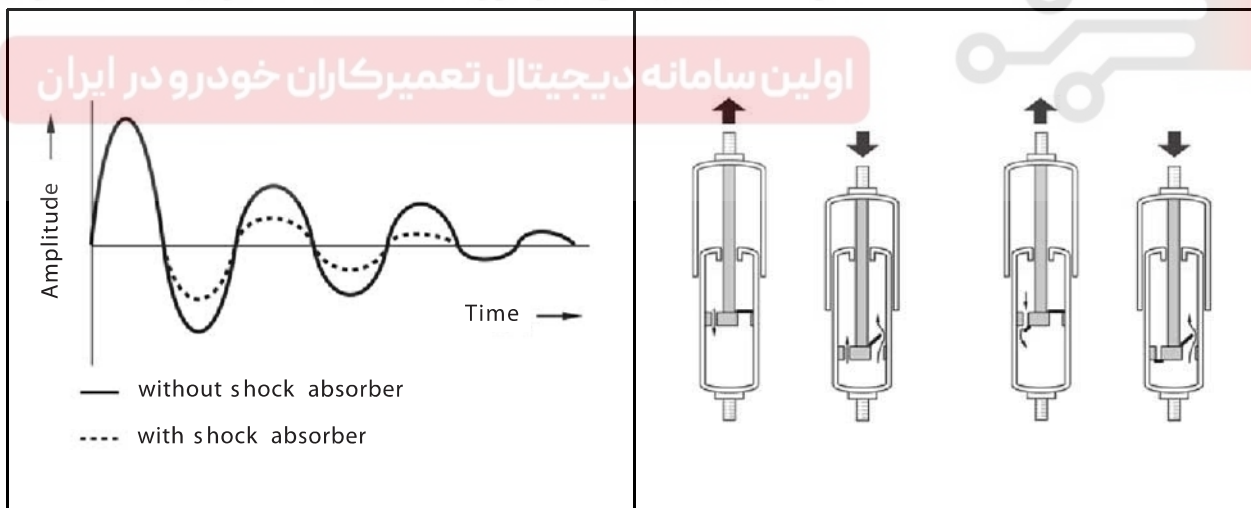 اولین سامانه دیجیتال تعمیرکاران خودرو در ایران
Amplitude
Time
without shock absorber
with shock absorber